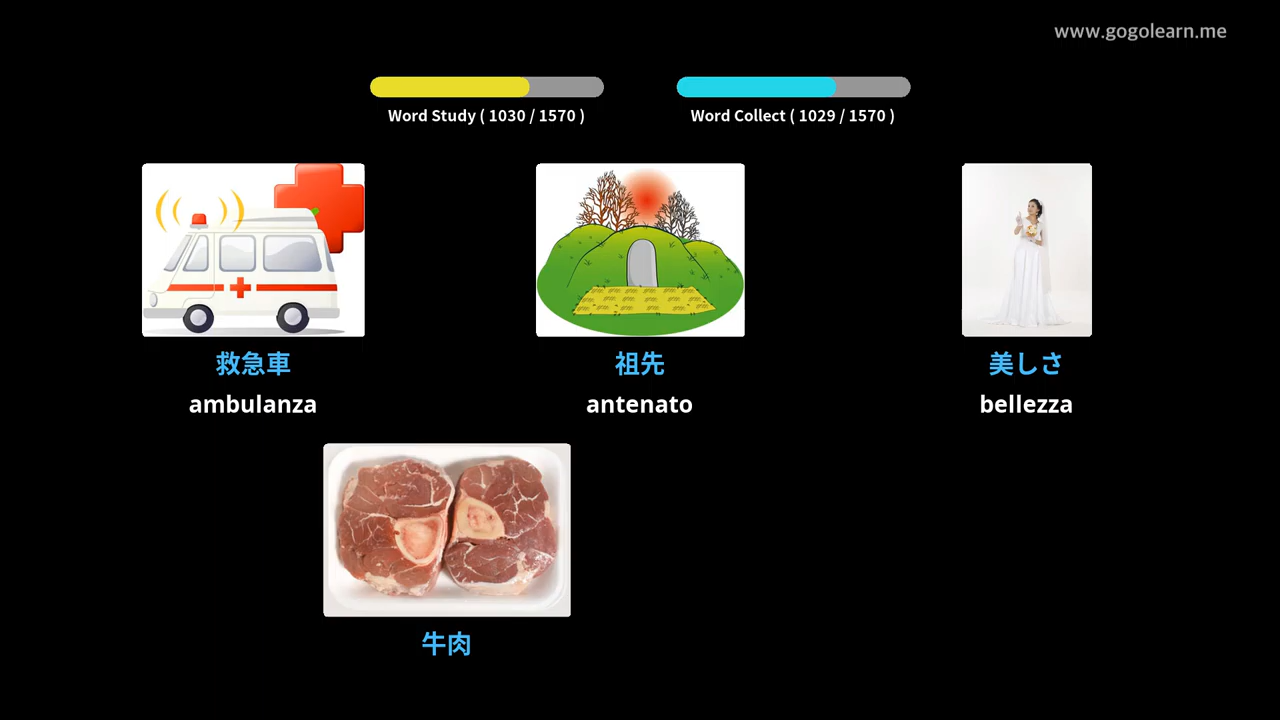 www.gogolearn.me
Word Study ( 1030 / 1570 )
Word Collect ( 1029 / 1570 )
救急車
ambulanza
祖先
antenato
美しさ
bellezza
牛肉